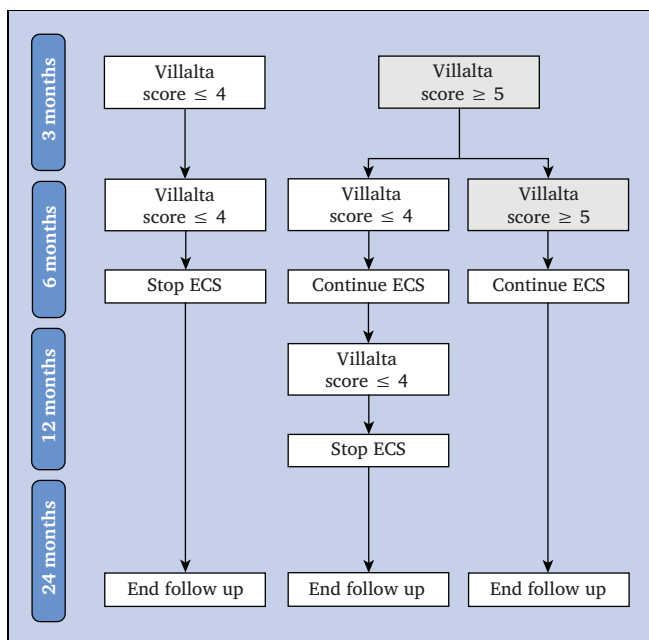 3 months
Villalta
score ≤ 4
Villalta
score ≥ 5
6 months
Villalta
score ≤ 4
Villalta
score ≤ 4
Villalta
score ≥ 5
Stop ECS
Continue ECS
Continue ECS
12 months
Villalta
score ≤ 4
Stop ECS
24 months
End follow up
End follow up
End follow up